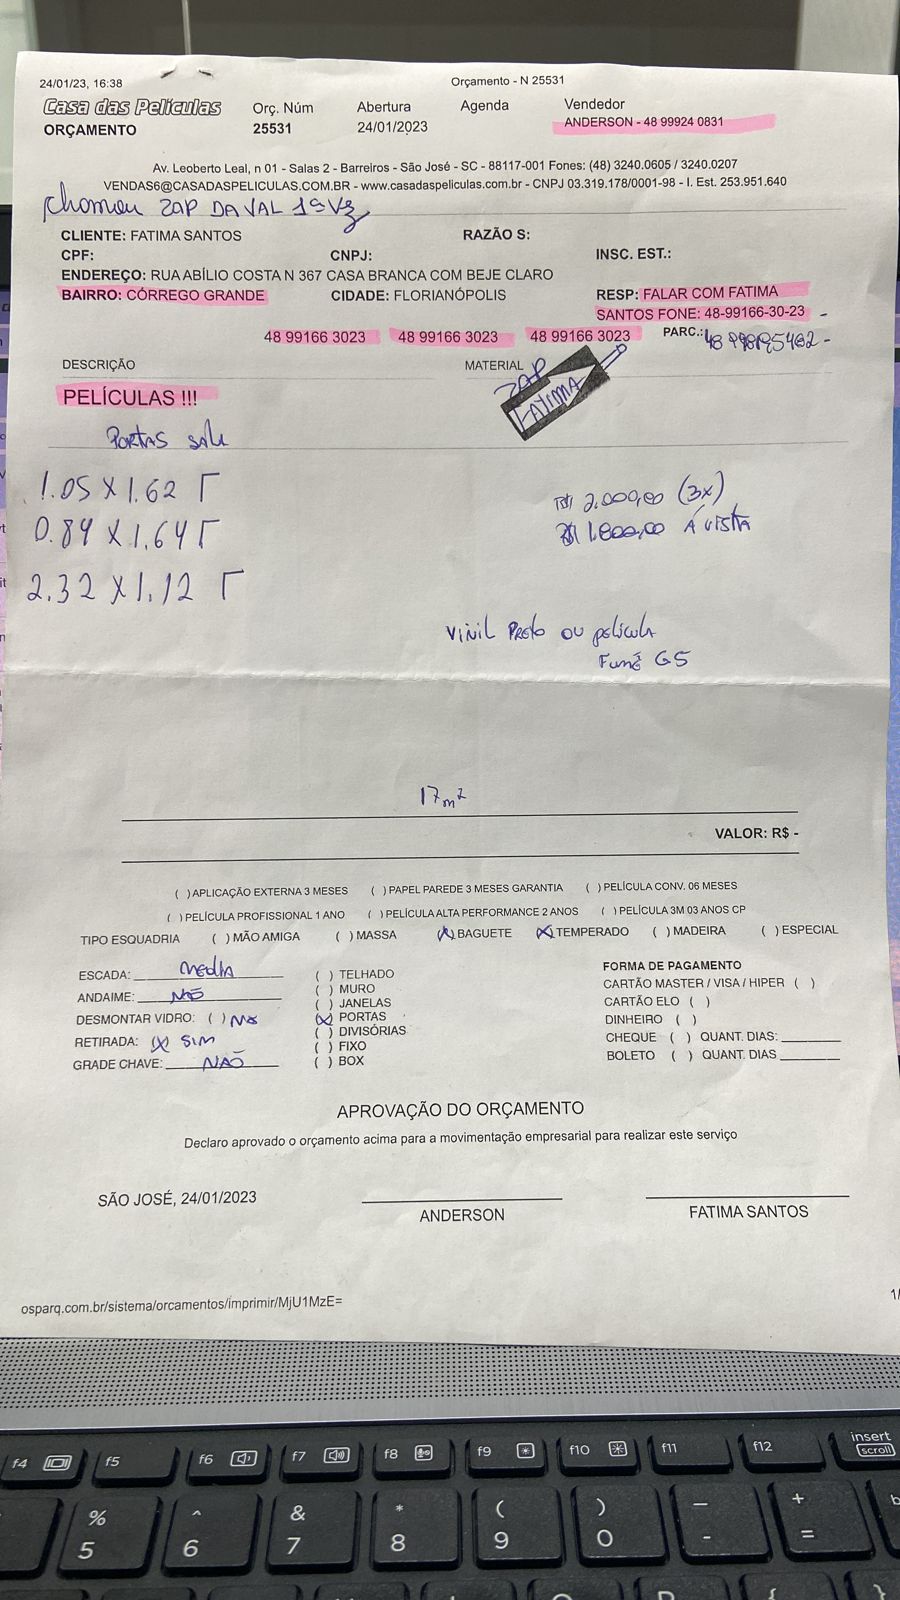 24/01/23, 16:38 Orçamento - N 25531
Casa das Películas Orç. Núm Abertura Agenda Vendedor
ORÇAMENTO 25531 24/01/2023 ANDERSON - 48 99924 0831
Av. Leoberto Leal, n 01 - Salas 2 - Barreiros - São José - SC - 88117-001 Fones: (48) 3240.0605 / 3240.0207
VENDAS6@CASADASPELICULAS.COM.BR - www.casadaspeliculas.com.br - CNPJ 03.319.178/0001-98 - I. Est. 253.951.640
chamou ZAP DA VAL 1ª Vz
CLIENTE: FATIMA SANTOS RAZÃO S:
CPF: CNPJ: INSC. EST.:
ENDEREÇO: RUA ABÍLIO COSTA N 367 CASA BRANCA COM BEJE CLARO
BAIRRO: CÓRREGO GRANDE CIDADE: FLORIANÓPOLIS RESP: FALAR COM FATIMA
SANTOS FONE: 48-99166-30-23 -
48 99166 3023 48 99166 3023 48 99166 3023 PARC.:
DESCRIÇÃO MATERIAL ZAP
FATIMA
PELÍCULAS !!!
PORTAS SALA
1.05 X 1.62 Γ
0.84 X 1.64 Γ
2.32 X 1.12 Γ
R$ 2.000,00 (3x)
R$ 1.800,00 Á VISTA
VINIL Preto ou película
Fumê G5
17 m²
VALOR: R$ -
( )APLICAÇÃO EXTERNA 3 MESES ( )PAPEL PAREDE 3 MESES GARANTIA ( )PELÍCULA CONV. 06 MESES
( )PELÍCULA PROFISSIONAL 1 ANO ( )PELÍCULA ALTA PERFORMANCE 2 ANOS ( )PELÍCULA 3M 03 ANOS CP
TIPO ESQUADRIA ( )MÃO AMIGA ( )MASSA (X)BAGUETE (X)TEMPERADO ( )MADEIRA ( )ESPECIAL
ESCADA: Media
ANDAIME: NÃO
DESMONTAR VIDRO: ( ) Não
RETIRADA: (X) SIM
GRADE CHAVE: NÃO
( ) TELHADO
( ) MURO
( ) JANELAS
(X) PORTAS
( ) DIVISÓRIAS
( ) FIXO
( ) BOX
FORMA DE PAGAMENTO
CARTÃO MASTER / VISA / HIPER ( )
CARTÃO ELO ( )
DINHEIRO ( )
CHEQUE ( ) QUANT. DIAS:
BOLETO ( ) QUANT. DIAS
APROVAÇÃO DO ORÇAMENTO
Declaro aprovado o orçamento acima para a movimentação empresarial para realizar este serviço
SÃO JOSÉ, 24/01/2023
ANDERSON FATIMA SANTOS
osparq.com.br/sistema/orcamentos/imprimir/MjU1MzE= 1/
f4 f5 f6 f7 f8 f9 f10 f11 f12 insert
scroll
% ^ & * ( ) — +
5 6 7 8 9 0 - =